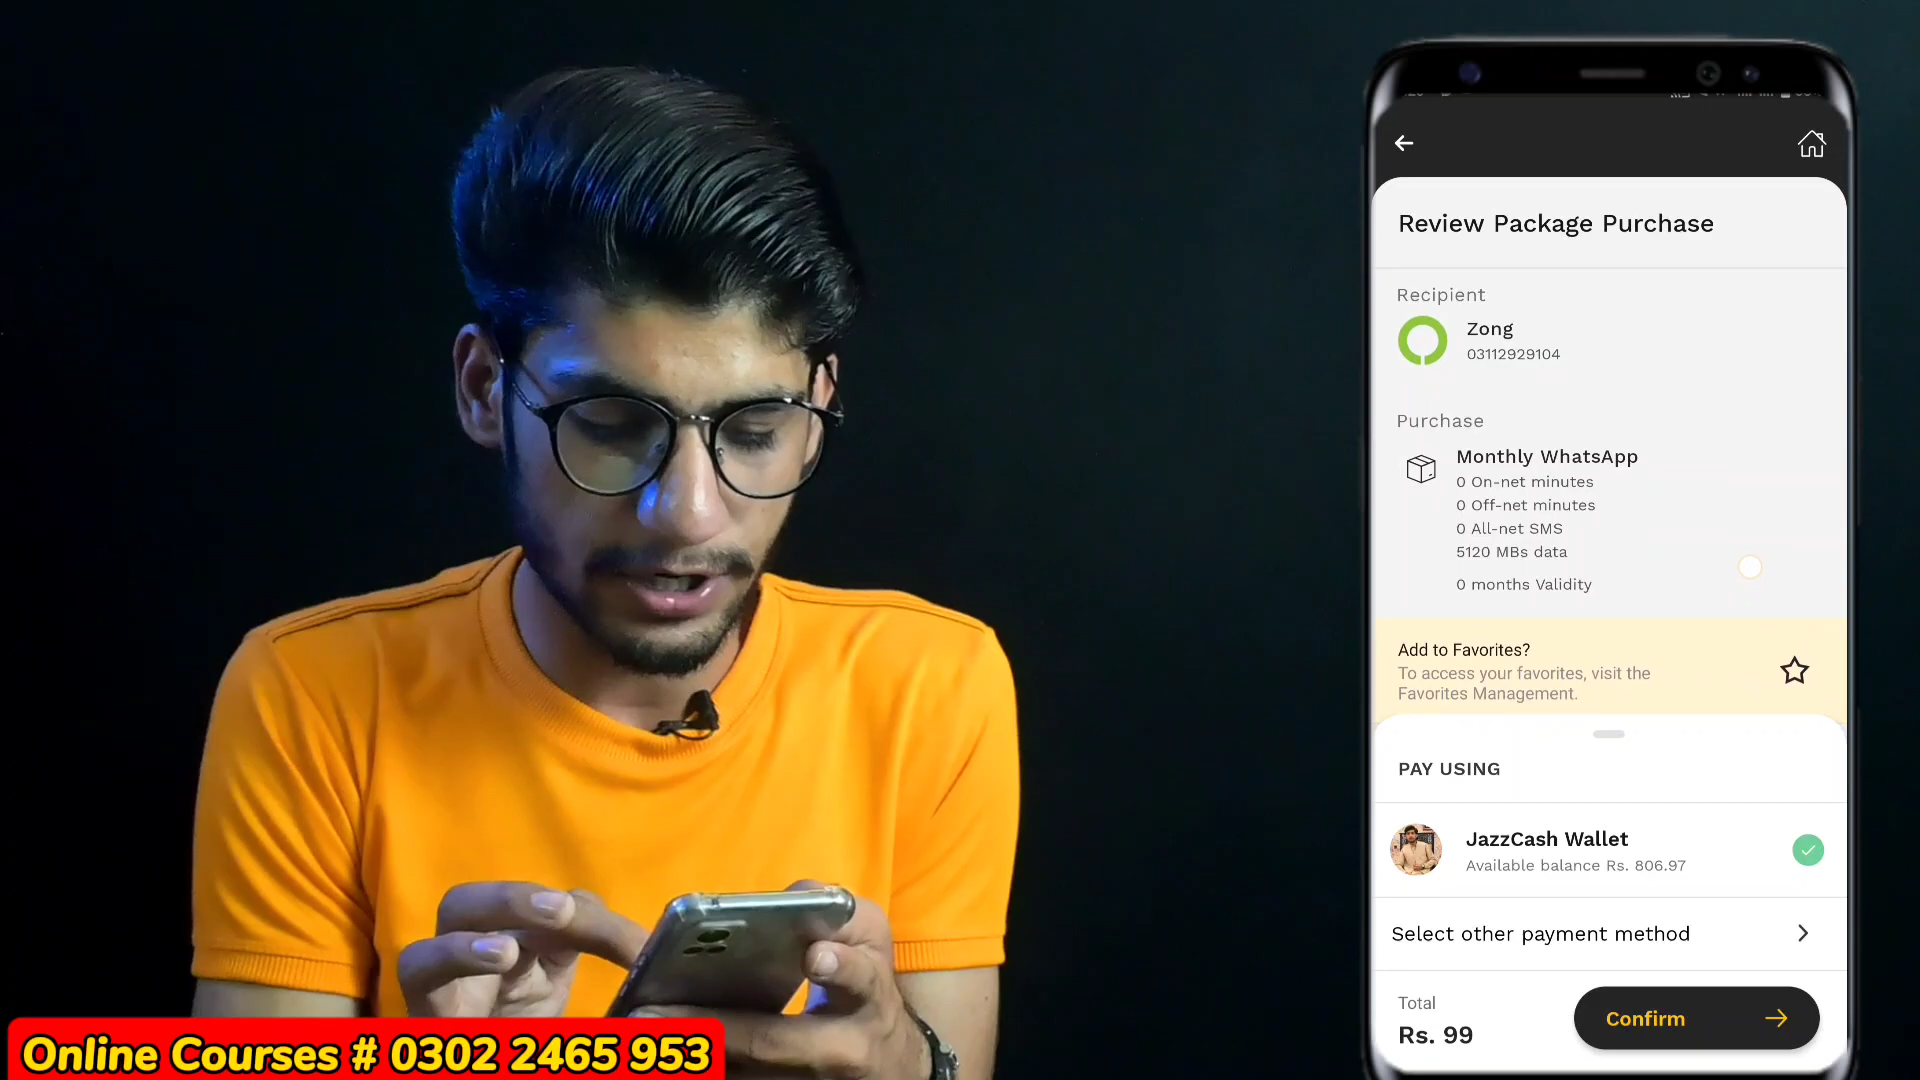 Review Package Purchase
Recipient
Zong
03112929104
Purchase
Monthly WhatsApp
0 On-net minutes
0 Off-net minutes
0 All-net SMS
5120 MBs data
0 months Validity
Add to Favorites?
To access your favorites, visit the
Favorites Management.
PAY USING
JazzCash Wallet
Available balance Rs. 806.97
Select other payment method
Total
Rs. 99
Confirm
Online Courses # 0302 2465 953